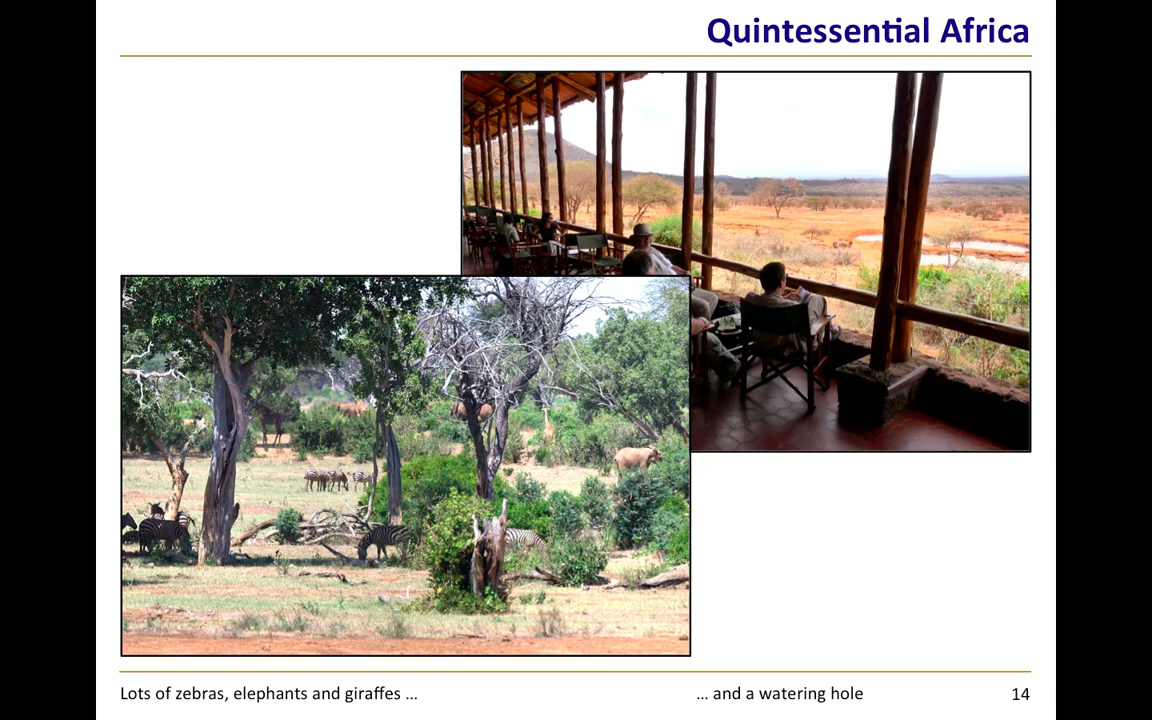 Quintessential Africa
Lots of zebras, elephants and giraffes ...
... and a watering hole
14